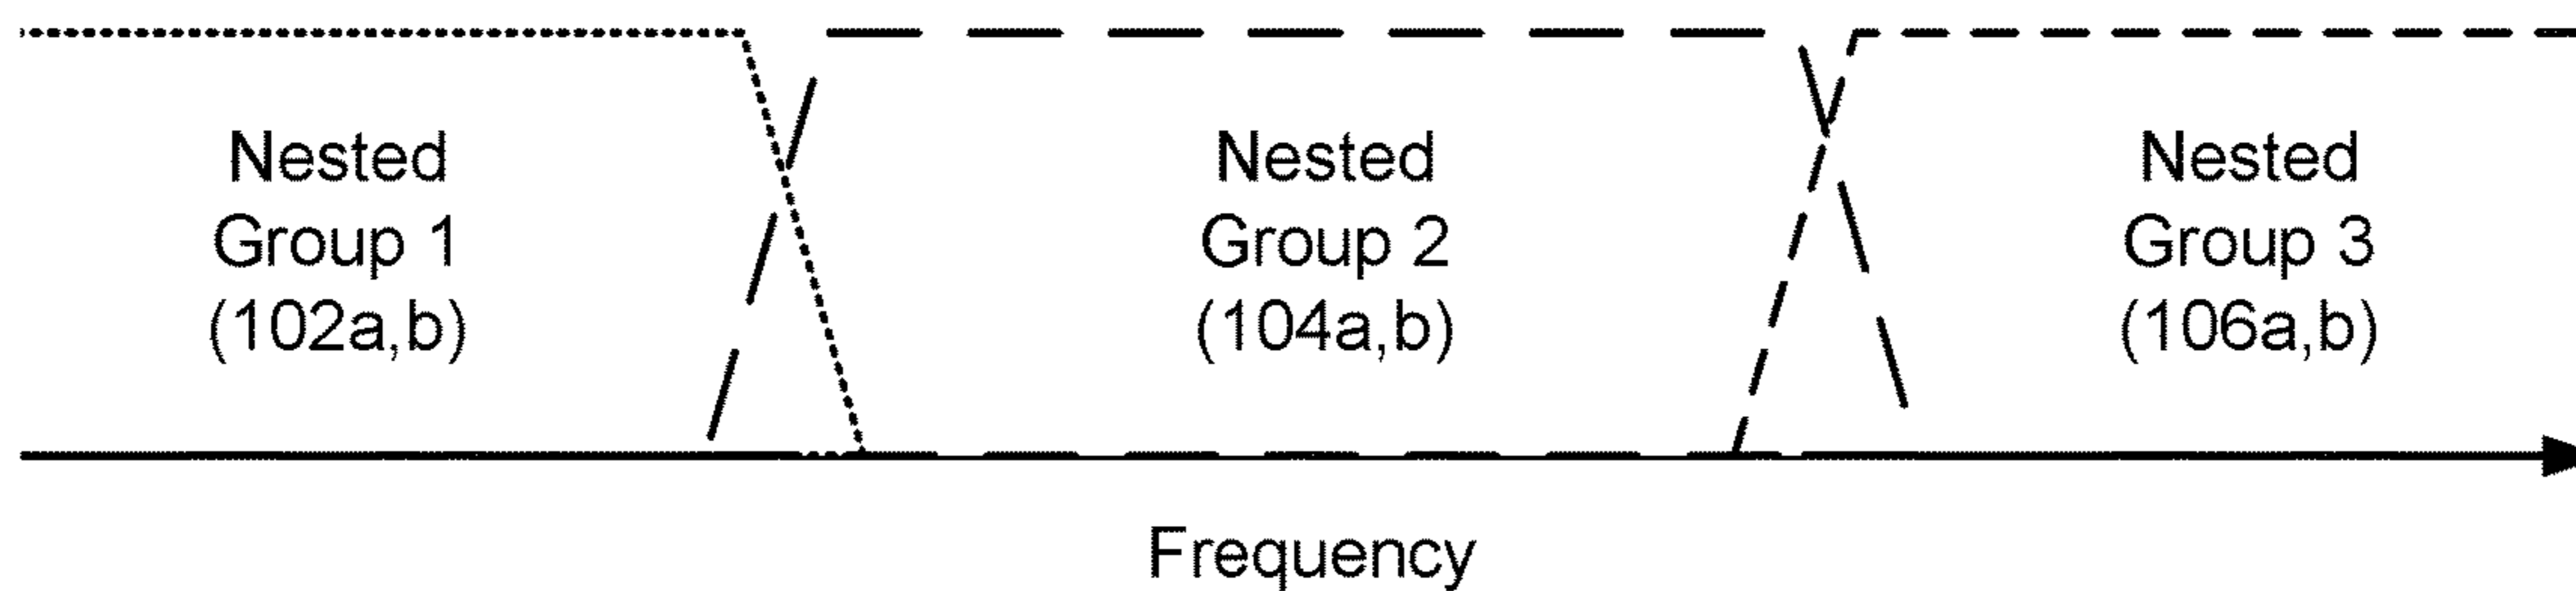 Nested
Group 1
(102a,b)
Nested
Group 2
(104a,b)
Nested
Group 3
(106a,b)
Frequency